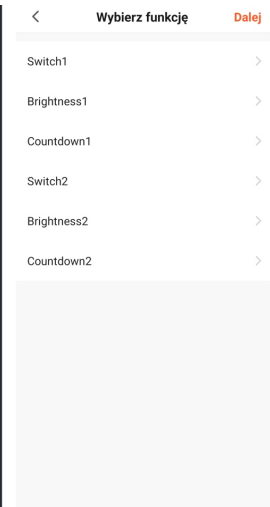 Wybierz funkcję Dalej
Switch1
Brightness1
Countdown1
Switch2
Brightness2
Countdown2